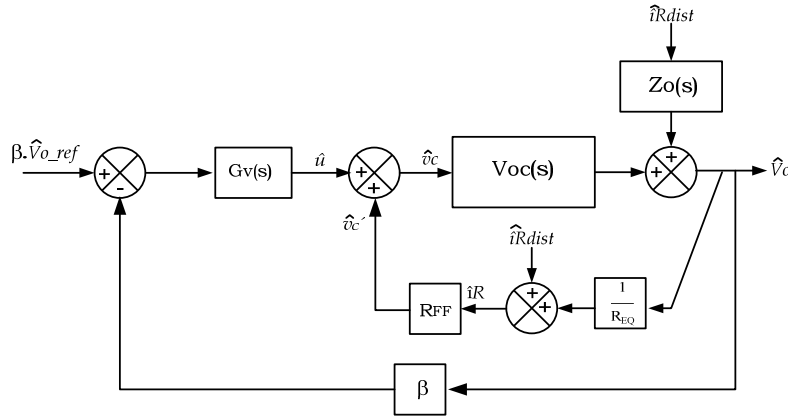 îRdist
Zo(s)
β.V̂o_ref
+
-
Gv(s)
û
+
+
v̂c
Voc(s)
+
+
V̂o
v̂c´
îRdist
RFF
îR
+
+
1
REQ
β